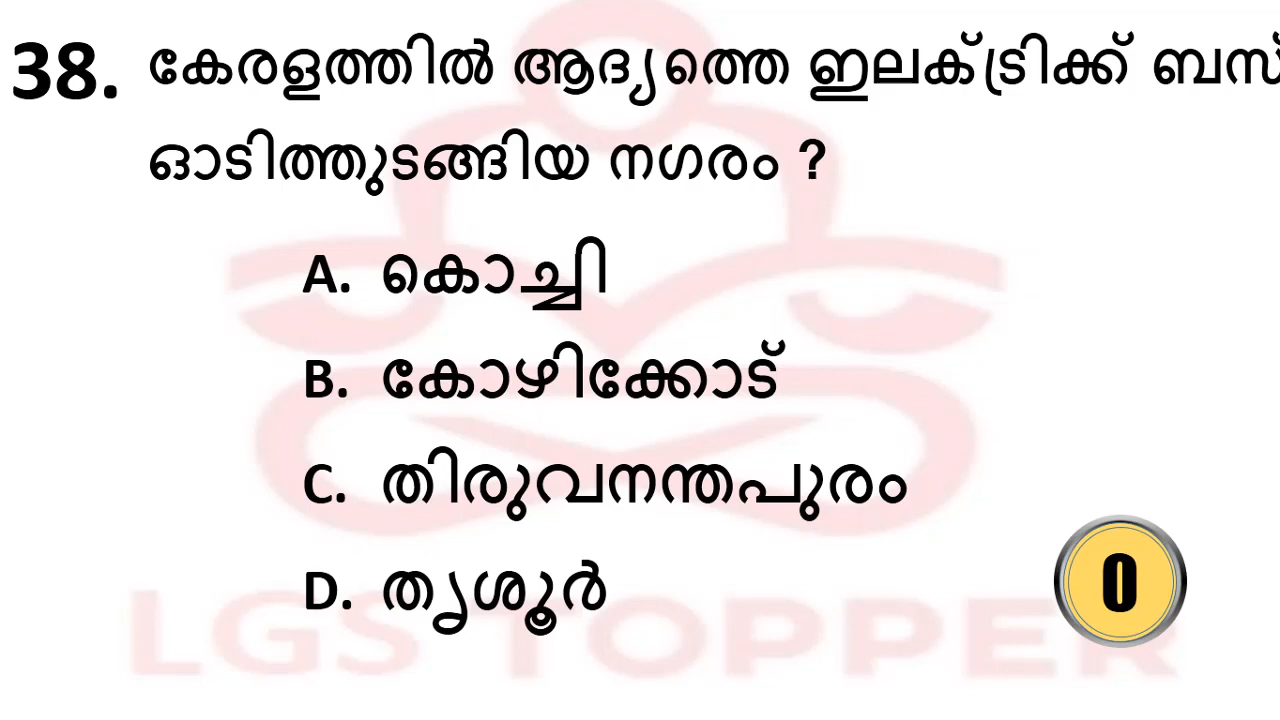 38. കേരളത്തിൽ ആദ്യത്തെ ഇലക്ട്രിക്ക് ബസ്
ഓടിത്തുടങ്ങിയ നഗരം ?
A. കൊച്ചി
B. കോഴിക്കോട്
C. തിരുവനന്തപുരം
D. തൃശൂർ
0
LGS TOPPER